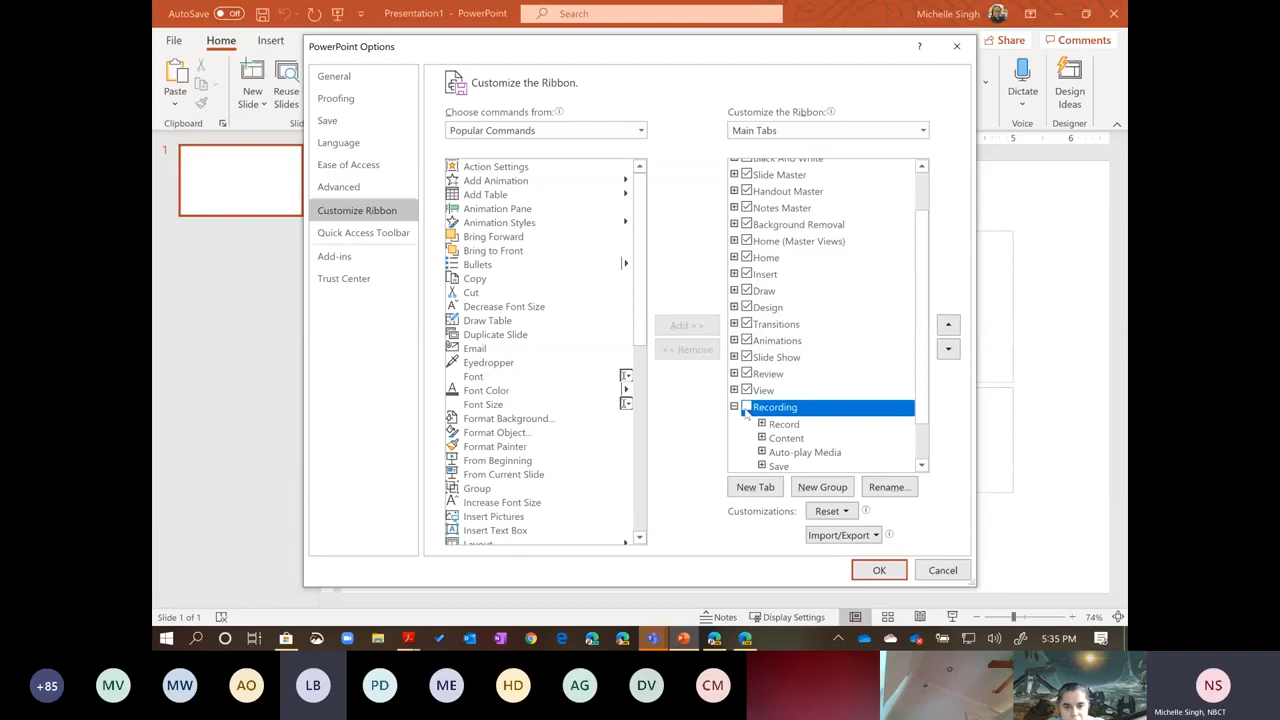 AutoSave Off Presentation1 - PowerPoint Search Michelle Singh
File Home Insert Share Comments
Paste New Slides Reuse Slides Dictate Design Ideas
Clipboard Voice Designer
PowerPoint Options
General
Proofing
Save
Language
Ease of Access
Advanced
Customize Ribbon
Quick Access Toolbar
Add-ins
Trust Center
Customize the Ribbon.
Choose commands from:
Popular Commands
Action Settings
Add Animation
Add Table
Animation Pane
Animation Styles
Bring Forward
Bring to Front
Bullets
Copy
Cut
Decrease Font Size
Draw Table
Duplicate Slide
Email
Eyedropper
Font
Font Color
Font Size
Format Background...
Format Object...
Format Painter
From Beginning
From Current Slide
Group
Increase Font Size
Insert Pictures
Insert Text Box
Layout
Add >>
<< Remove
Customize the Ribbon:
Main Tabs
Black And White
Slide Master
Handout Master
Notes Master
Background Removal
Home (Master Views)
Home
Insert
Draw
Design
Transitions
Animations
Slide Show
Review
View
Recording
Record
Content
Auto-play Media
Save
New Tab New Group Rename...
Customizations: Reset
Import/Export
OK Cancel
1
5 6
Slide 1 of 1 Notes Display Settings 74%
5:35 PM
+85 MV MW AO LB PD ME HD AG DV CM NS
Michelle Singh, NBCT